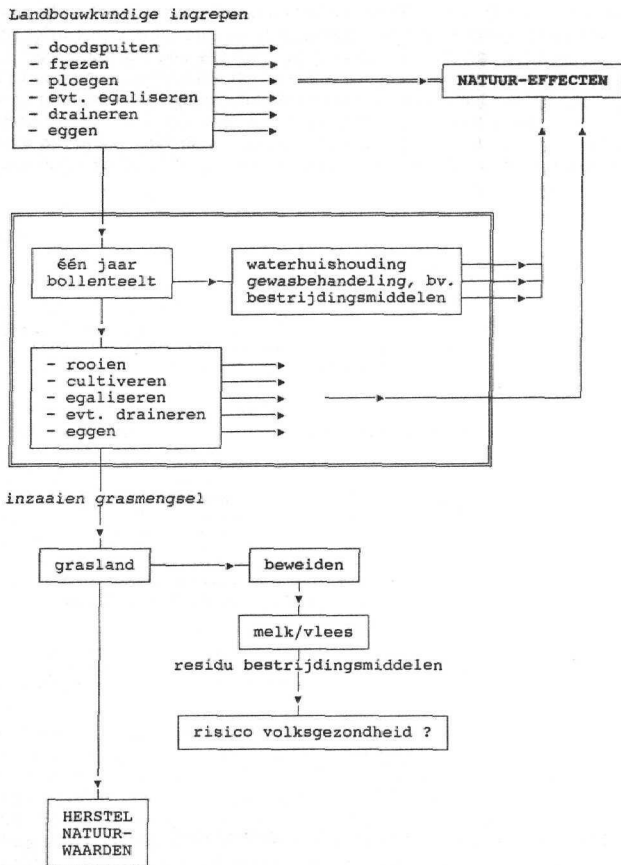 Landbouwkundige ingrepen
- doodspuiten
- frezen
- ploegen
- evt. egaliseren
- draineren
- eggen
NATUUR-EFFECTEN
één jaar
bollenteelt
waterhuishouding
gewasbehandeling, bv.
bestrijdingsmiddelen
- rooien
- cultiveren
- egaliseren
- evt. draineren
- eggen
inzaaien grasmengsel
grasland
beweiden
melk/vlees
residu bestrijdingsmiddelen
risico volksgezondheid ?
HERSTEL
NATUUR-
WAARDEN